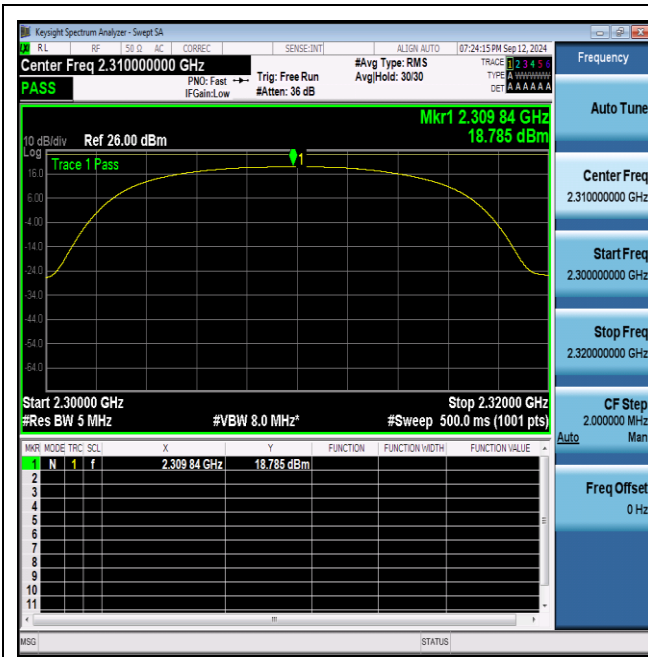 Keysight Spectrum Analyzer - Swept SA
RL RF 50 Ω AC CORREC SENSE:INT ALIGN AUTO 07:24:15 PM Sep 12, 2024
Center Freq 2.310000000 GHz
PASS
PNO: Fast
IFGain:Low
Trig: Free Run
#Atten: 36 dB
#Avg Type: RMS
Avg|Hold: 30/30
TRACE 1 2 3 4 5 6
TYPE A WWWWW
DET A A A A A A
Frequency
Auto Tune
Center Freq
2.310000000 GHz
Start Freq
2.300000000 GHz
Stop Freq
2.320000000 GHz
CF Step
2.000000 MHz
Auto Man
Freq Offset
0 Hz
Mkr1 2.309 84 GHz
18.785 dBm
10 dB/div Ref 26.00 dBm
Log
Trace 1 Pass
1
16.0
6.00
-4.00
-14.0
-24.0
-34.0
-44.0
-54.0
-64.0
Start 2.30000 GHz Stop 2.32000 GHz
#Res BW 5 MHz #VBW 8.0 MHz* #Sweep 500.0 ms (1001 pts)
MKR MODE TRC SCL X Y FUNCTION FUNCTION WIDTH FUNCTION VALUE
1 N 1 f 2.309 84 GHz 18.785 dBm
2
3
4
5
6
7
8
9
10
11
MSG STATUS